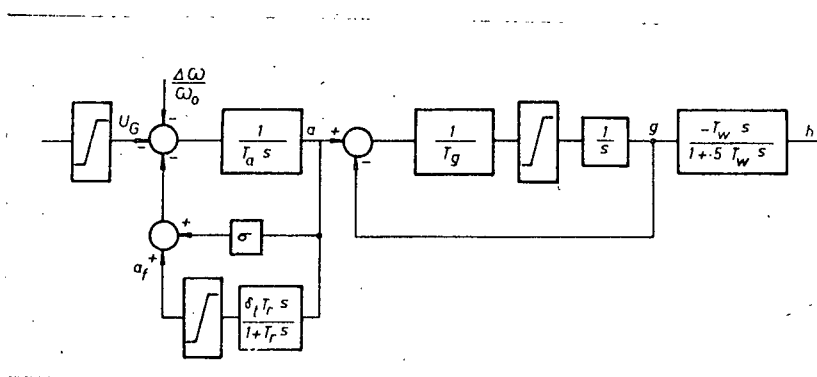 Δω
ω₀
U_G
-
-
-
1
T_a s
a
+
-
1
T_g
1
s
g
-T_w s
1+·5 T_w s
h
+
σ
+
a_f
δ_t T_r s
1+T_r s